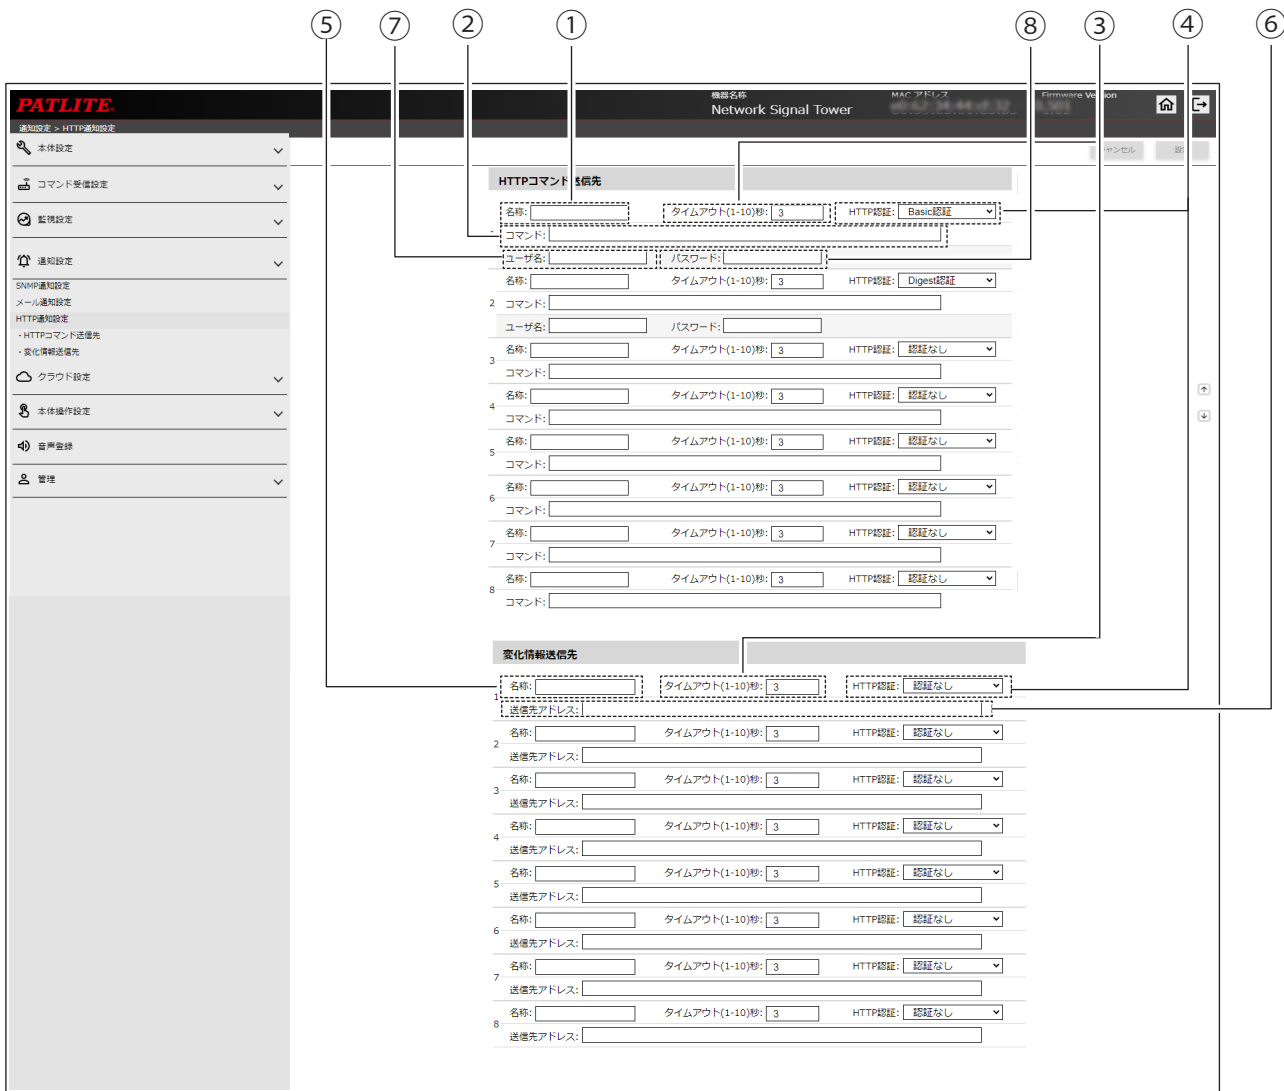 ⑤ ⑦ ② ① ⑧ ③ ④ ⑥
PATLITE
機器名称 MAC アドレス Firmware Version
Network Signal Tower
通知設定 > HTTP通知設定
本体設定
コマンド受信設定
監視設定
通知設定
SNMP通知設定
メール通知設定
HTTP通知設定
・HTTPコマンド送信先
・変化情報送信先
クラウド設定
本体操作設定
音声登録
管理
HTTPコマンド送信先
名称: タイムアウト(1-10)秒: 3 HTTP認証: Basic認証
コマンド:
ユーザ名: パスワード:
名称: タイムアウト(1-10)秒: 3 HTTP認証: Digest認証
2 コマンド:
ユーザ名: パスワード:
名称: タイムアウト(1-10)秒: 3 HTTP認証: 認証なし
3
コマンド:
名称: タイムアウト(1-10)秒: 3 HTTP認証: 認証なし
4
コマンド:
名称: タイムアウト(1-10)秒: 3 HTTP認証: 認証なし
5
コマンド:
名称: タイムアウト(1-10)秒: 3 HTTP認証: 認証なし
6
コマンド:
名称: タイムアウト(1-10)秒: 3 HTTP認証: 認証なし
7
コマンド:
名称: タイムアウト(1-10)秒: 3 HTTP認証: 認証なし
8
コマンド:
変化情報送信先
名称: タイムアウト(1-10)秒: 3 HTTP認証: 認証なし
1
送信先アドレス:
名称: タイムアウト(1-10)秒: 3 HTTP認証: 認証なし
2
送信先アドレス:
名称: タイムアウト(1-10)秒: 3 HTTP認証: 認証なし
3
送信先アドレス:
名称: タイムアウト(1-10)秒: 3 HTTP認証: 認証なし
4
送信先アドレス:
名称: タイムアウト(1-10)秒: 3 HTTP認証: 認証なし
5
送信先アドレス:
名称: タイムアウト(1-10)秒: 3 HTTP認証: 認証なし
6
送信先アドレス:
名称: タイムアウト(1-10)秒: 3 HTTP認証: 認証なし
7
送信先アドレス:
名称: タイムアウト(1-10)秒: 3 HTTP認証: 認証なし
8
送信先アドレス: